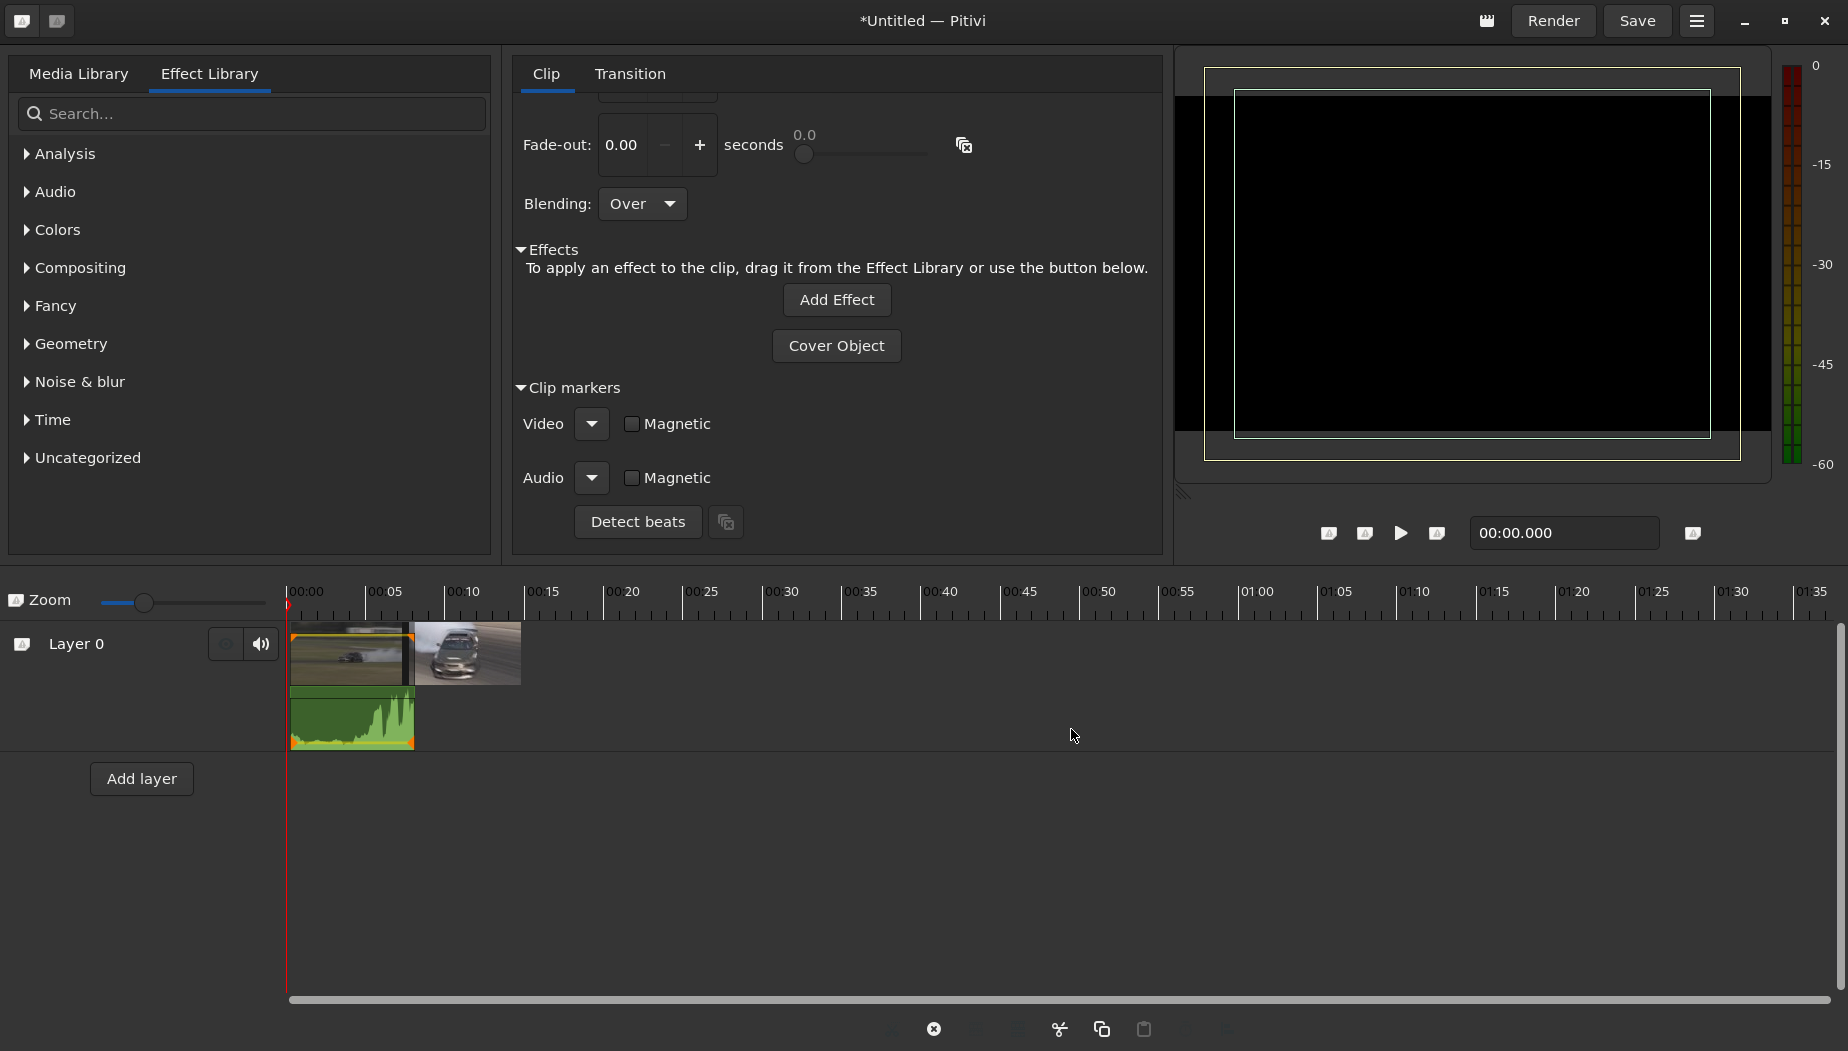 *Untitled — Pitivi
Render
Save
Media Library
Effect Library
Search...
Analysis
Audio
Colors
Compositing
Fancy
Geometry
Noise & blur
Time
Uncategorized
Clip
Transition
Fade-out:
0.00
seconds
0.0
Blending:
Over
Effects
To apply an effect to the clip, drag it from the Effect Library or use the button below.
Add Effect
Cover Object
Clip markers
Video
Magnetic
Audio
Magnetic
Detect beats
0
-15
-30
-45
-60
00:00.000
Zoom
00:00 00:05 00:10 00:15 00:20 00:25 00:30 00:35 00:40 00:45 00:50 00:55 01:00 01:05 01:10 01:15 01:20 01:25 01:30 01:35
Layer 0
Add layer